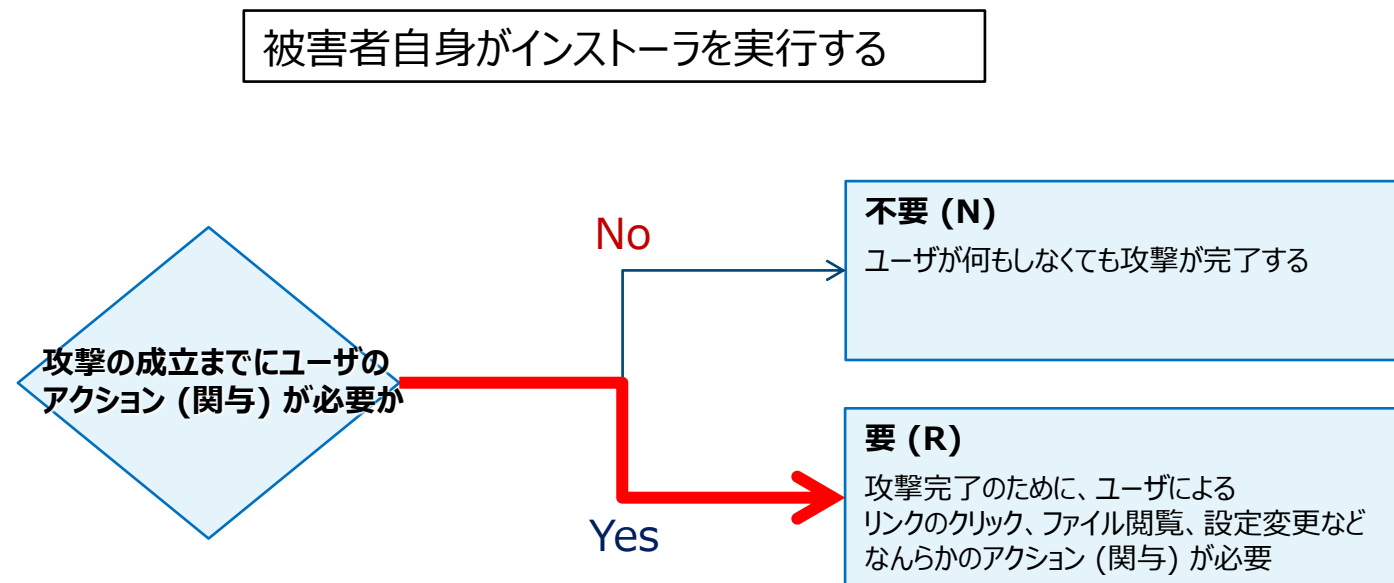 被害者自身がインストーラを実行する
No
不要 (N)
ユーザが何もしなくても攻撃が完了する
攻撃の成立までにユーザの
アクション (関与) が必要か
要 (R)
攻撃完了のために、ユーザによる
リンクのクリック、ファイル閲覧、設定変更など
なんらかのアクション (関与) が必要
Yes